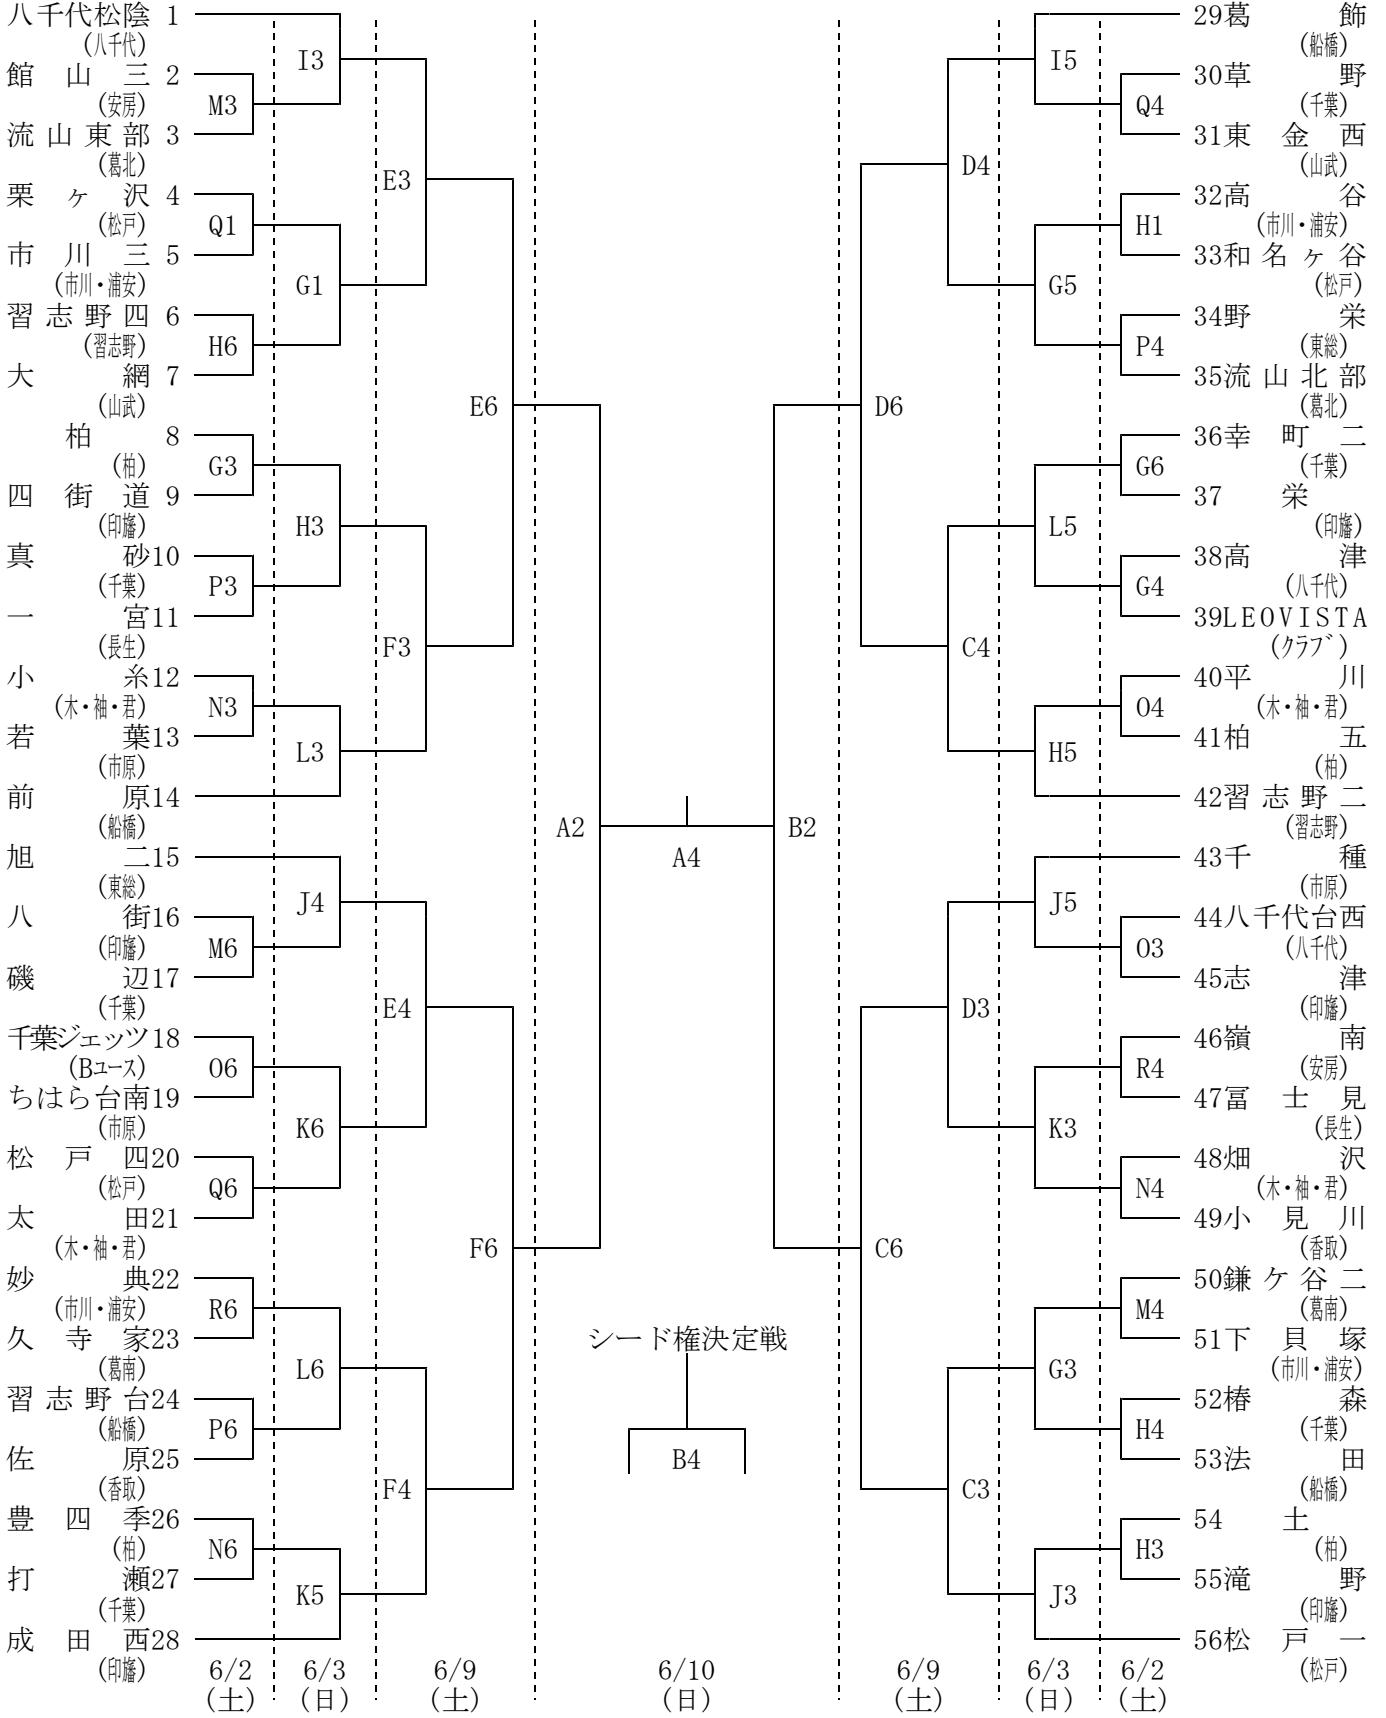 八千代松陰 1
(八千代)
I3
館山三 2
(安房)
M3
流山東部 3
(葛北)
E3
栗ヶ沢 4
(松戸)
Q1
市川三 5
(市川・浦安)
G1
習志野四 6
(習志野)
H6
大網 7
(山武)
E6
柏 8
(柏)
G3
四街道 9
(印旛)
H3
真砂10
(千葉)
P3
一宮11
(長生)
F3
小糸12
(木・袖・君)
N3
若葉13
(市原)
L3
前原14
(船橋)
A2
旭二15
(東総)
J4
八街16
(印旛)
M6
磯辺17
(千葉)
E4
千葉ジェッツ18
(Bユース)
O6
ちはら台南19
(市原)
K6
松戸四20
(松戸)
Q6
太田21
(木・袖・君)
F6
妙典22
(市川・浦安)
R6
久寺家23
(葛南)
L6
習志野台24
(船橋)
P6
佐原25
(香取)
F4
豊四季26
(柏)
N6
打瀬27
(千葉)
K5
成田西28
(印旛)
A4
シード権決定戦
B4
29葛飾
(船橋)
I5
30草野
(千葉)
Q4
31東金西
(山武)
D4
32高谷
(市川・浦安)
H1
33和名ヶ谷
(松戸)
G5
34野栄
(東総)
P4
35流山北部
(葛北)
D6
36幸町二
(千葉)
G6
37栄
(印旛)
L5
38高津
(八千代)
G4
39LEOVISTA
(クラブ)
C4
40平川
(木・袖・君)
O4
41柏五
(柏)
H5
42習志野二
(習志野)
B2
43千種
(市原)
J5
44八千代台西
(八千代)
O3
45志津
(印旛)
D3
46嶺南
(安房)
R4
47冨士見
(長生)
K3
48畑沢
(木・袖・君)
N4
49小見川
(香取)
C6
50鎌ケ谷二
(葛南)
M4
51下貝塚
(市川・浦安)
G3
52椿森
(千葉)
H4
53法田
(船橋)
C3
54土
(柏)
H3
55滝野
(印旛)
J3
56松戸一
(松戸)
6/2 6/3 6/9 6/10 6/9 6/3 6/2
(土) (日) (土) (日) (土) (日) (土)